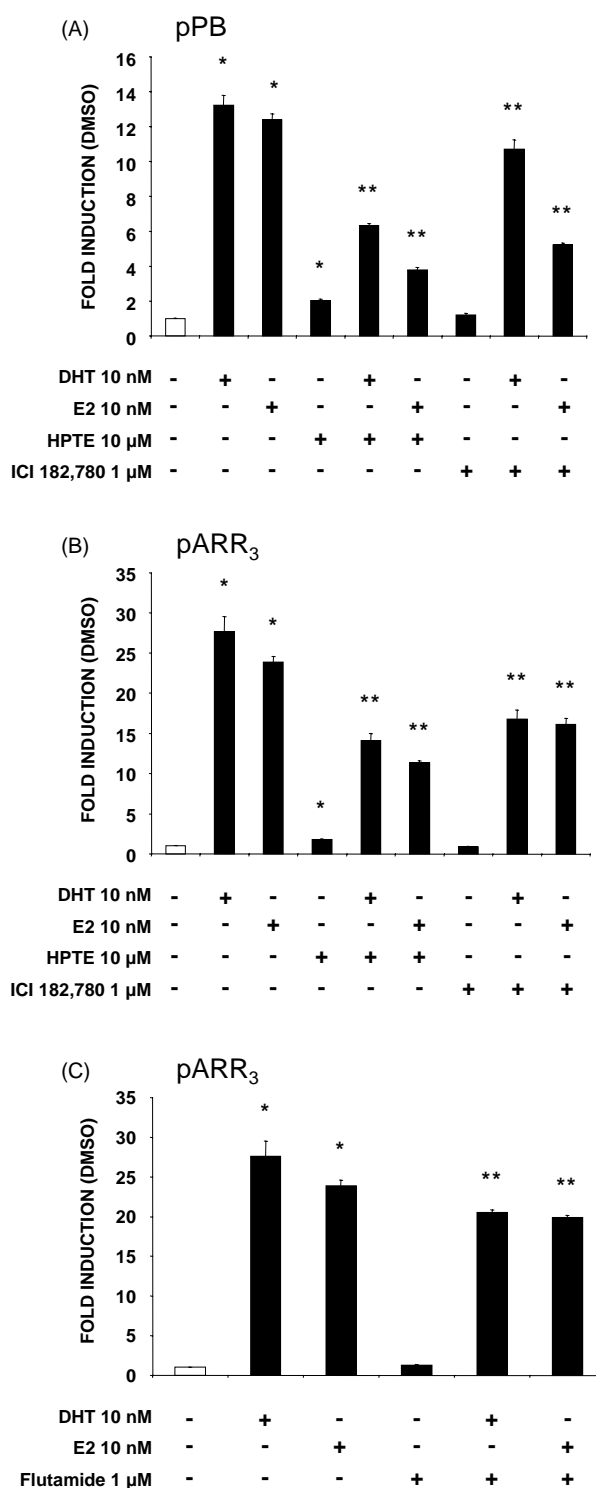 (A) pPB
FOLD INDUCTION (DMSO)
16
14
12
10
8
6
4
2
0
* * * ** ** ** **
DHT 10 nM - + - - + - - + -
E2 10 nM - - + - - + - - +
HPTE 10 µM - - - + + + - - -
ICI 182,780 1 µM - - - - - - + + +
(B) pARR3
FOLD INDUCTION (DMSO)
35
30
25
20
15
10
5
0
* * * ** ** ** **
DHT 10 nM - + - - + - - + -
E2 10 nM - - + - - + - - +
HPTE 10 µM - - - + + + - - -
ICI 182,780 1 µM - - - - - - + + +
(C) pARR3
FOLD INDUCTION (DMSO)
35
30
25
20
15
10
5
0
* * ** **
DHT 10 nM - + - - + -
E2 10 nM - - + - - +
Flutamide 1 µM - - - + + +